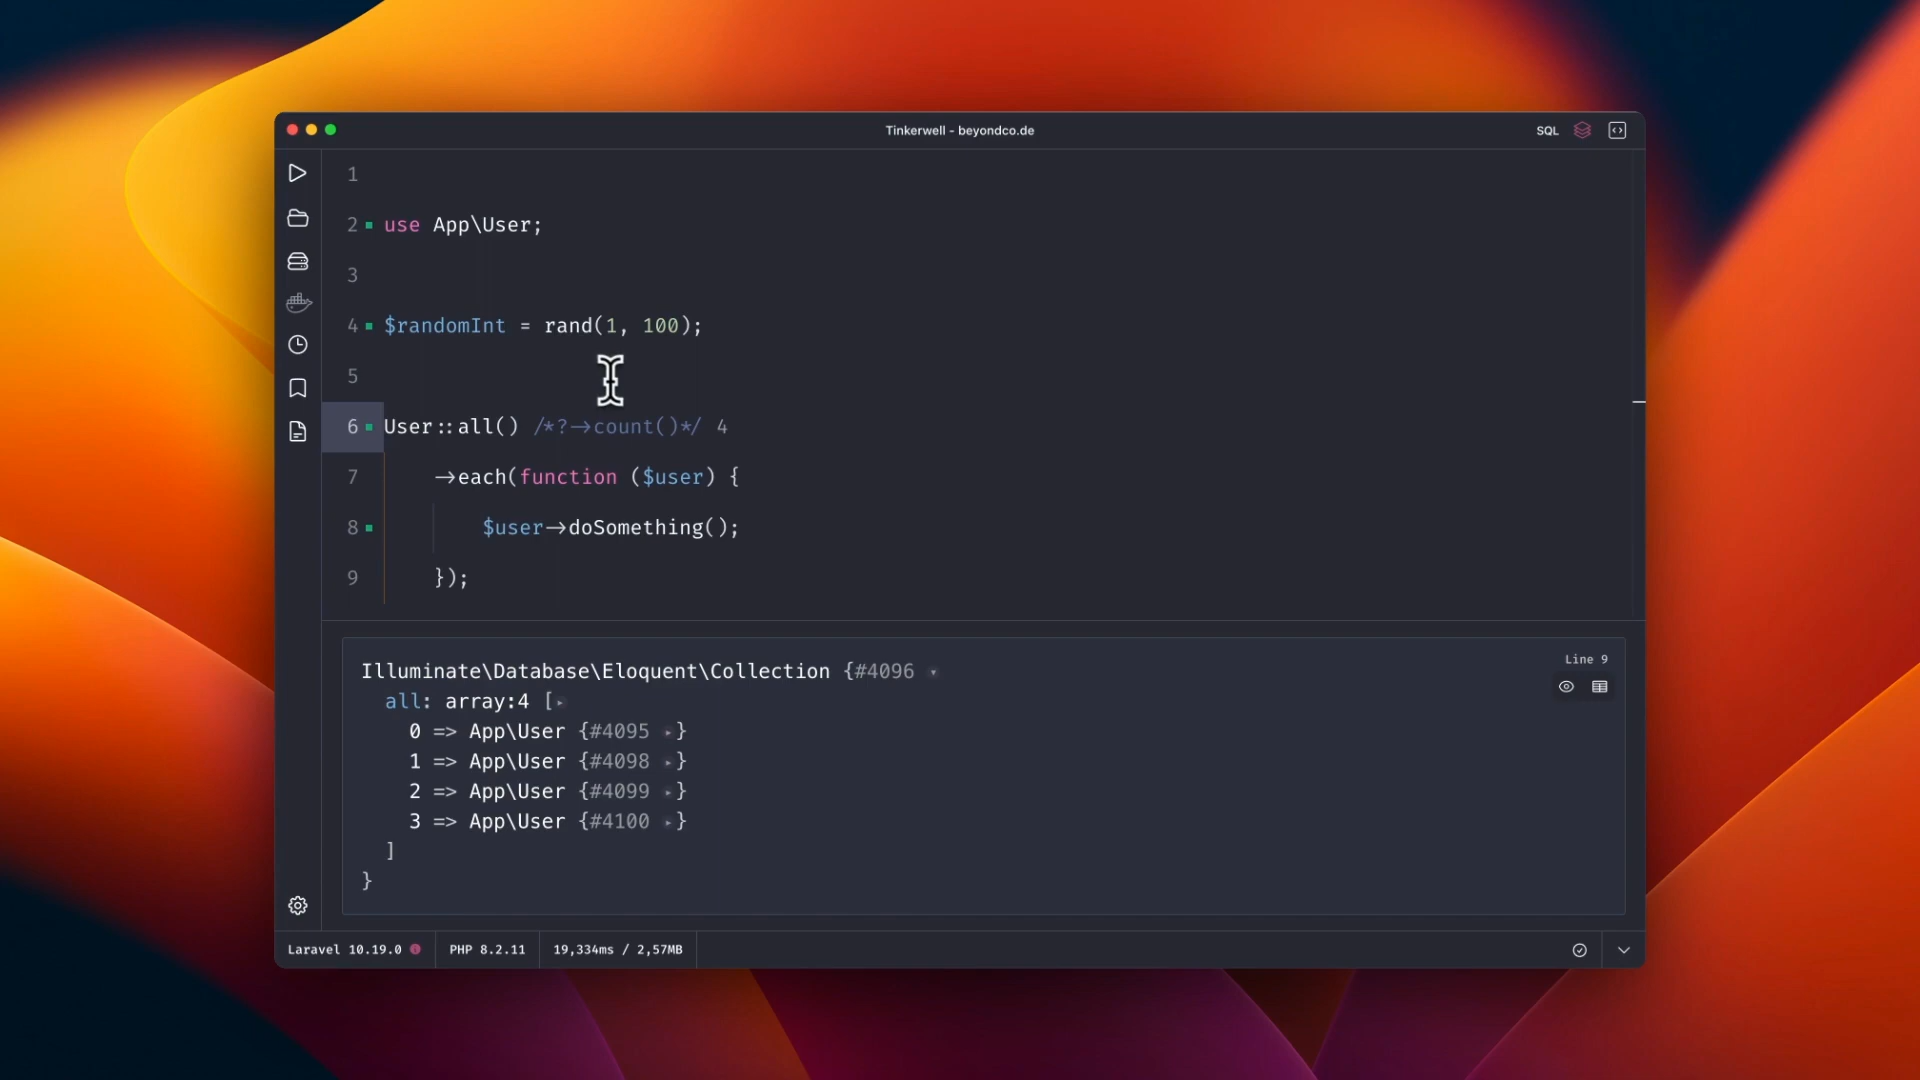 Tinkerwell - beyondco.de
SQL
1
2 use App\User;
3
4 $randomInt = rand(1, 100);
5
6 User::all() /*?->count()*/ 4
7 ->each(function ($user) {
8 $user->doSomething();
9 });
Illuminate\Database\Eloquent\Collection {#4096
Line 9
all: array:4 [
0 => App\User {#4095 }
1 => App\User {#4098 }
2 => App\User {#4099 }
3 => App\User {#4100 }
]
}
Laravel 10.19.0
PHP 8.2.11
19,334ms / 2,57MB